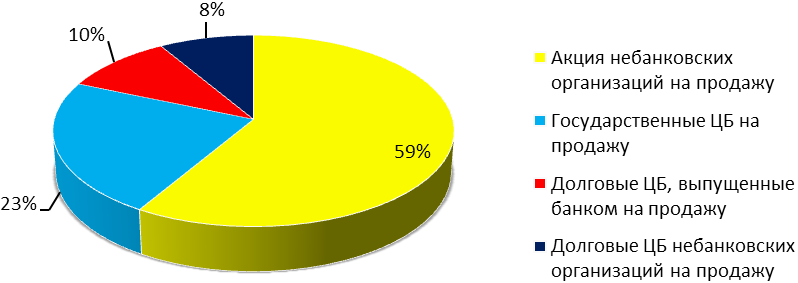 8%
10%
59%
23%
Акция небанковских
организаций на продажу
Государственные ЦБ на
продажу
Долговые ЦБ, выпущенные
банком на продажу
Долговые ЦБ небанковских
организаций на продажу